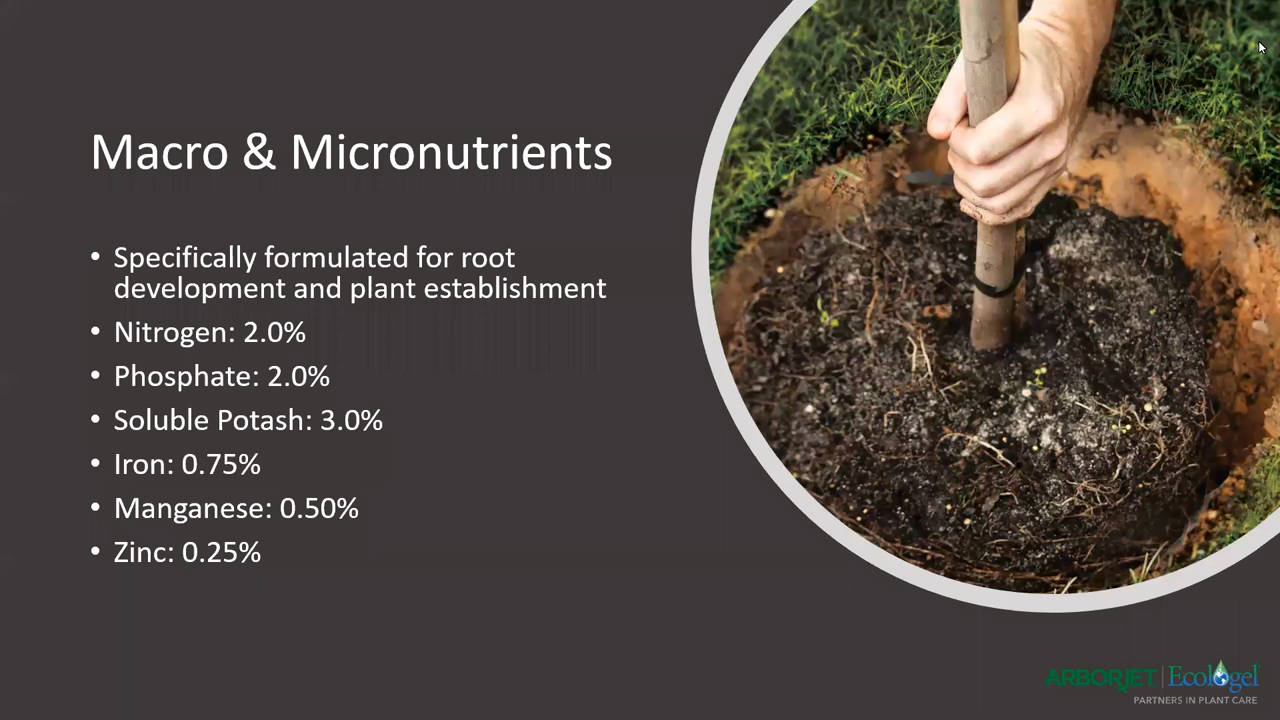 Macro & Micronutrients
• Specifically formulated for root
development and plant establishment
• Nitrogen: 2.0%
• Phosphate: 2.0%
• Soluble Potash: 3.0%
• Iron: 0.75%
• Manganese: 0.50%
• Zinc: 0.25%
ARBORJET | Ecologel
PARTNERS IN PLANT CARE